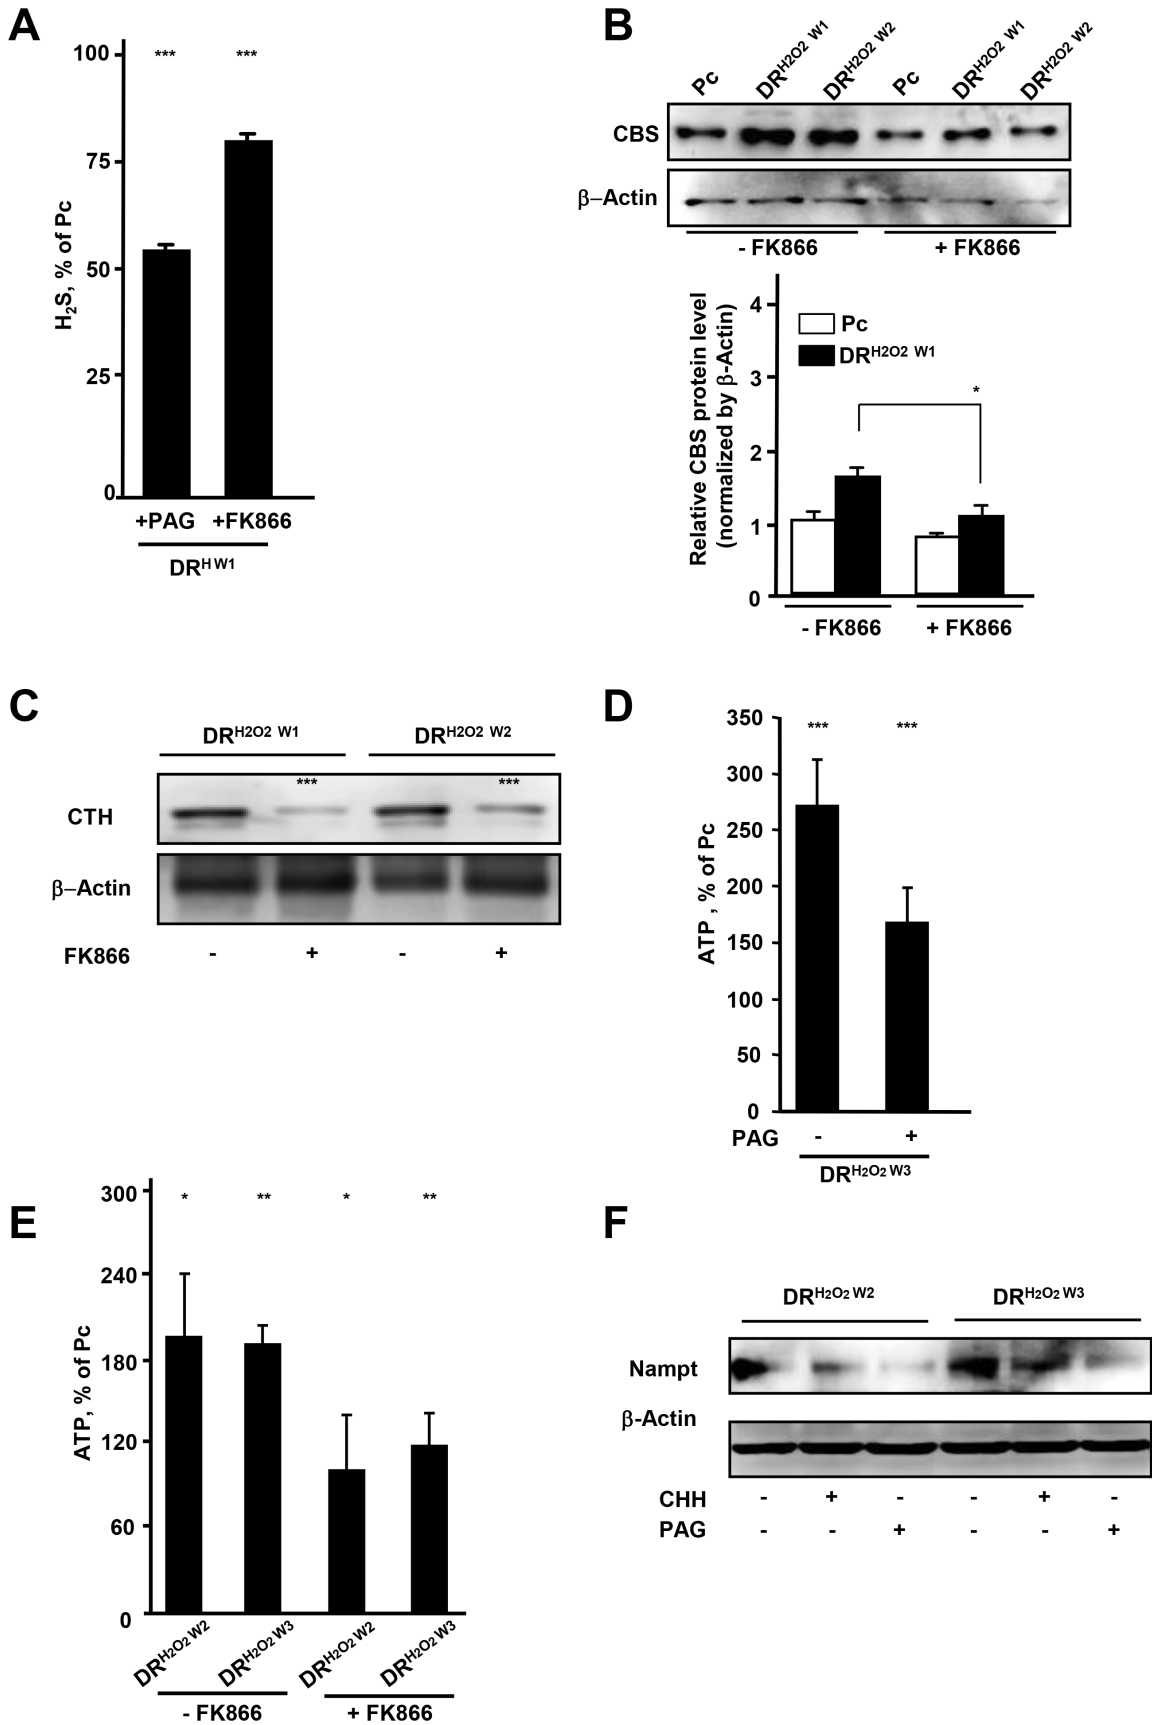 A
100
75
50
25
0
H2S, % of Pc
***
***
+PAG +FK866
DRH W1
B
Pc DRH2O2 W1 DRH2O2 W2 Pc DRH2O2 W1 DRH2O2 W2
CBS
β–Actin
- FK866 + FK866
Relative CBS protein level
(normalized by β-Actin)
4
3
2
1
0
Pc
DRH2O2 W1
*
- FK866 + FK866
C
DRH2O2 W1 DRH2O2 W2
*** ***
CTH
β–Actin
FK866 - + - +
D
350
300
250
200
150
100
50
0
ATP , % of Pc
*** ***
PAG - +
DRH2O2 W3
E
300
240
180
120
60
0
ATP, % of Pc
* ** * **
DRH2O2 W2 DRH2O2 W3 DRH2O2 W2 DRH2O2 W3
- FK866 + FK866
F
DRH2O2 W2 DRH2O2 W3
Nampt
β-Actin
CHH - + - - + -
PAG - - + - - +